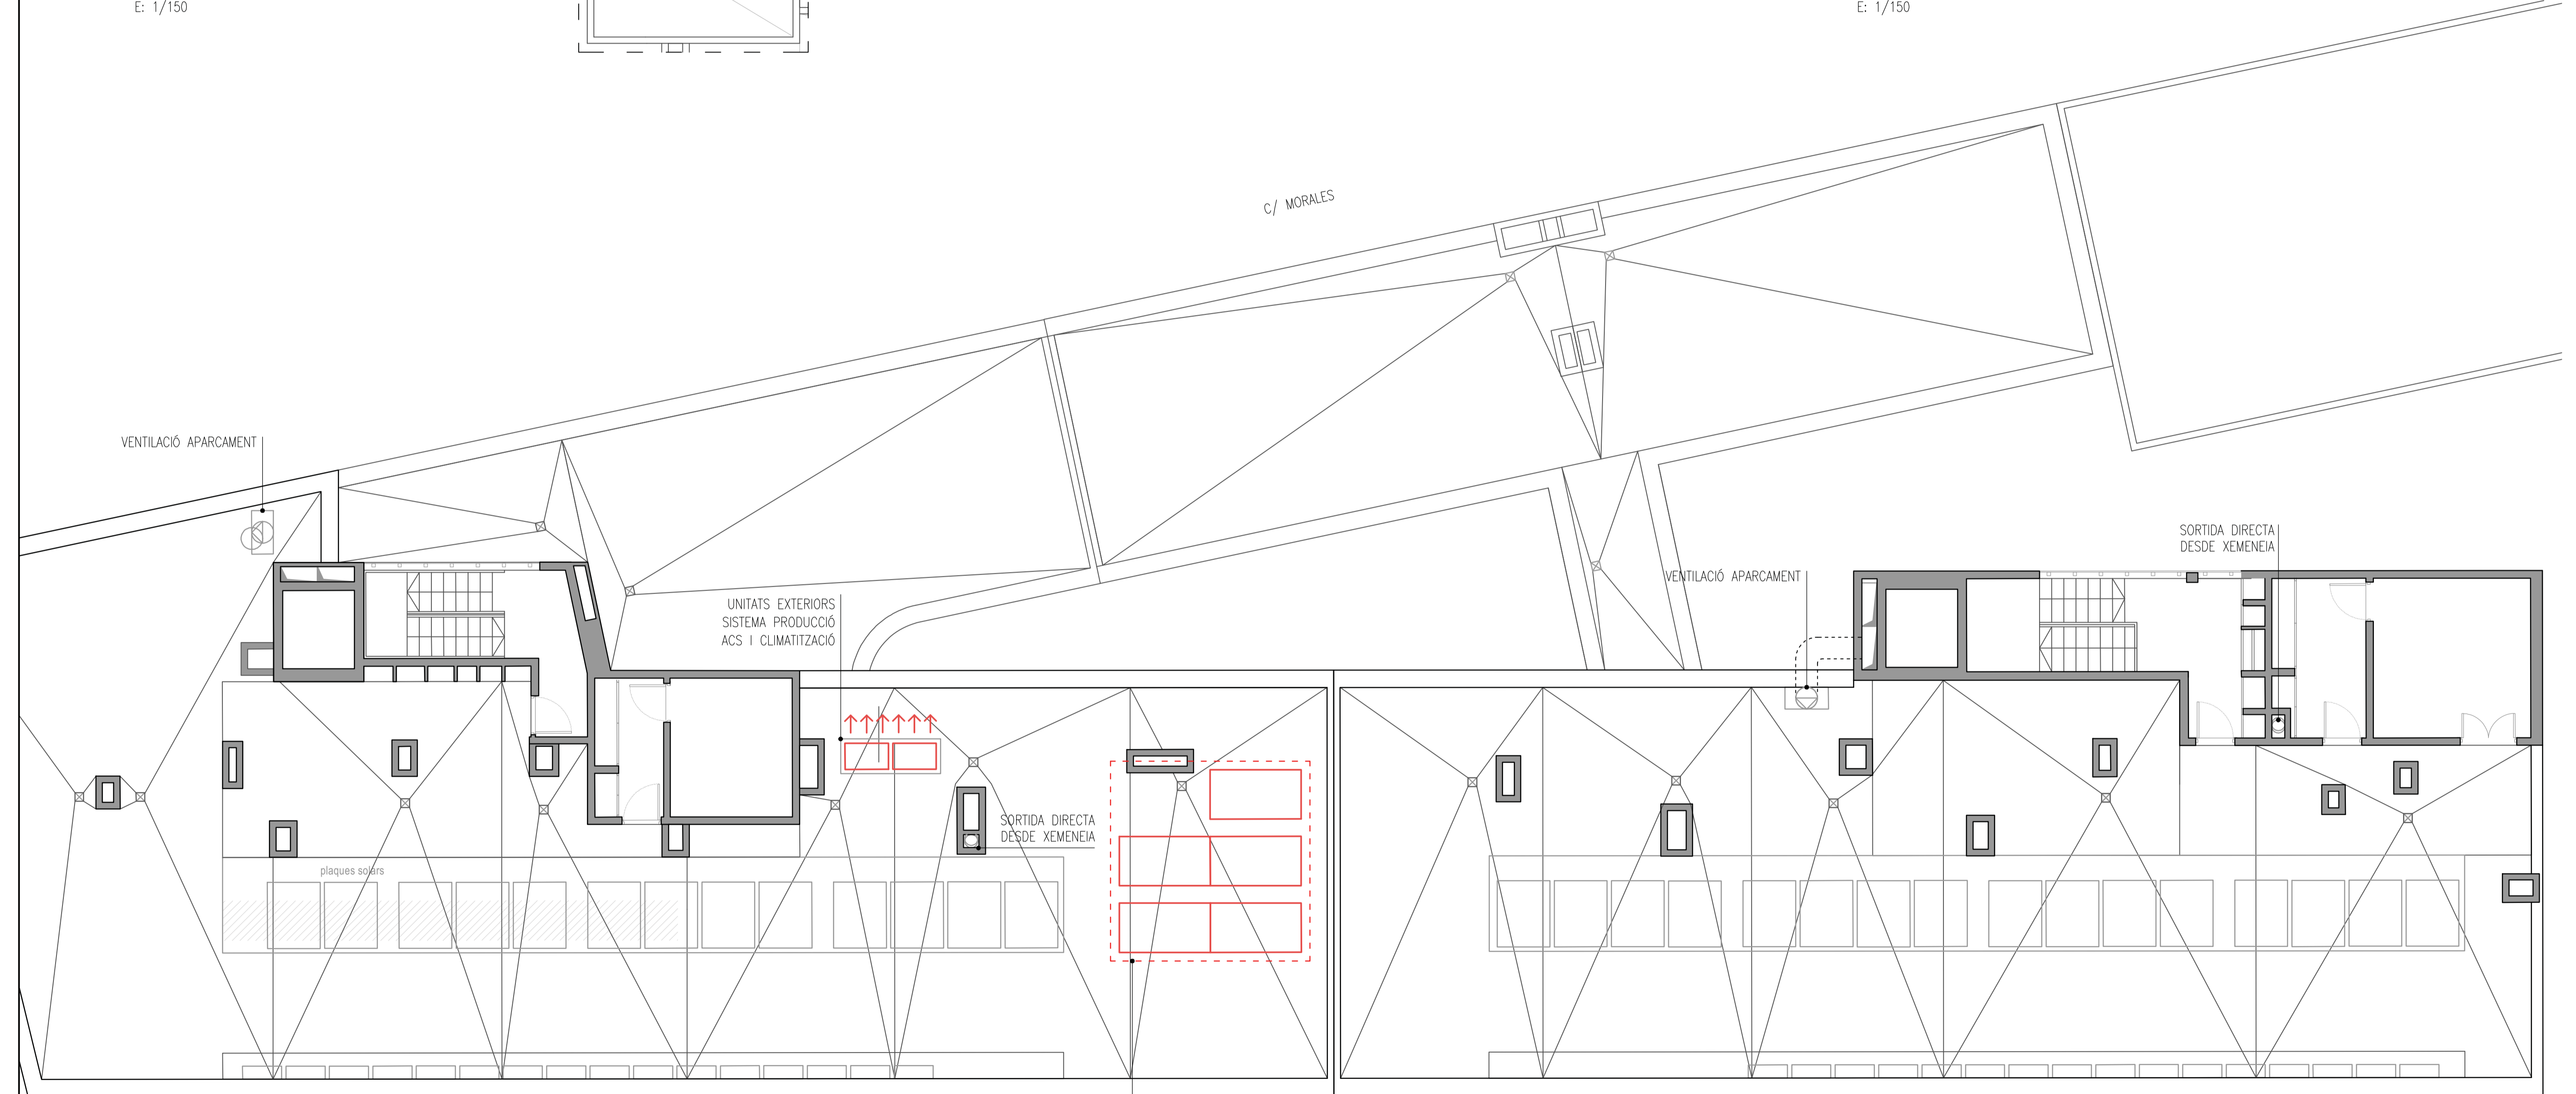 E: 1/150
E: 1/150
C/ MORALES
VENTILACIÓ APARCAMENT
SORTIDA DIRECTA
DESDE XEMENEIA
VENTILACIÓ APARCAMENT
UNITATS EXTERIORS
SISTEMA PRODUCCIÓ
ACS I CLIMATITZACIÓ
SORTIDA DIRECTA
DESDE XEMENEIA
plaques solars